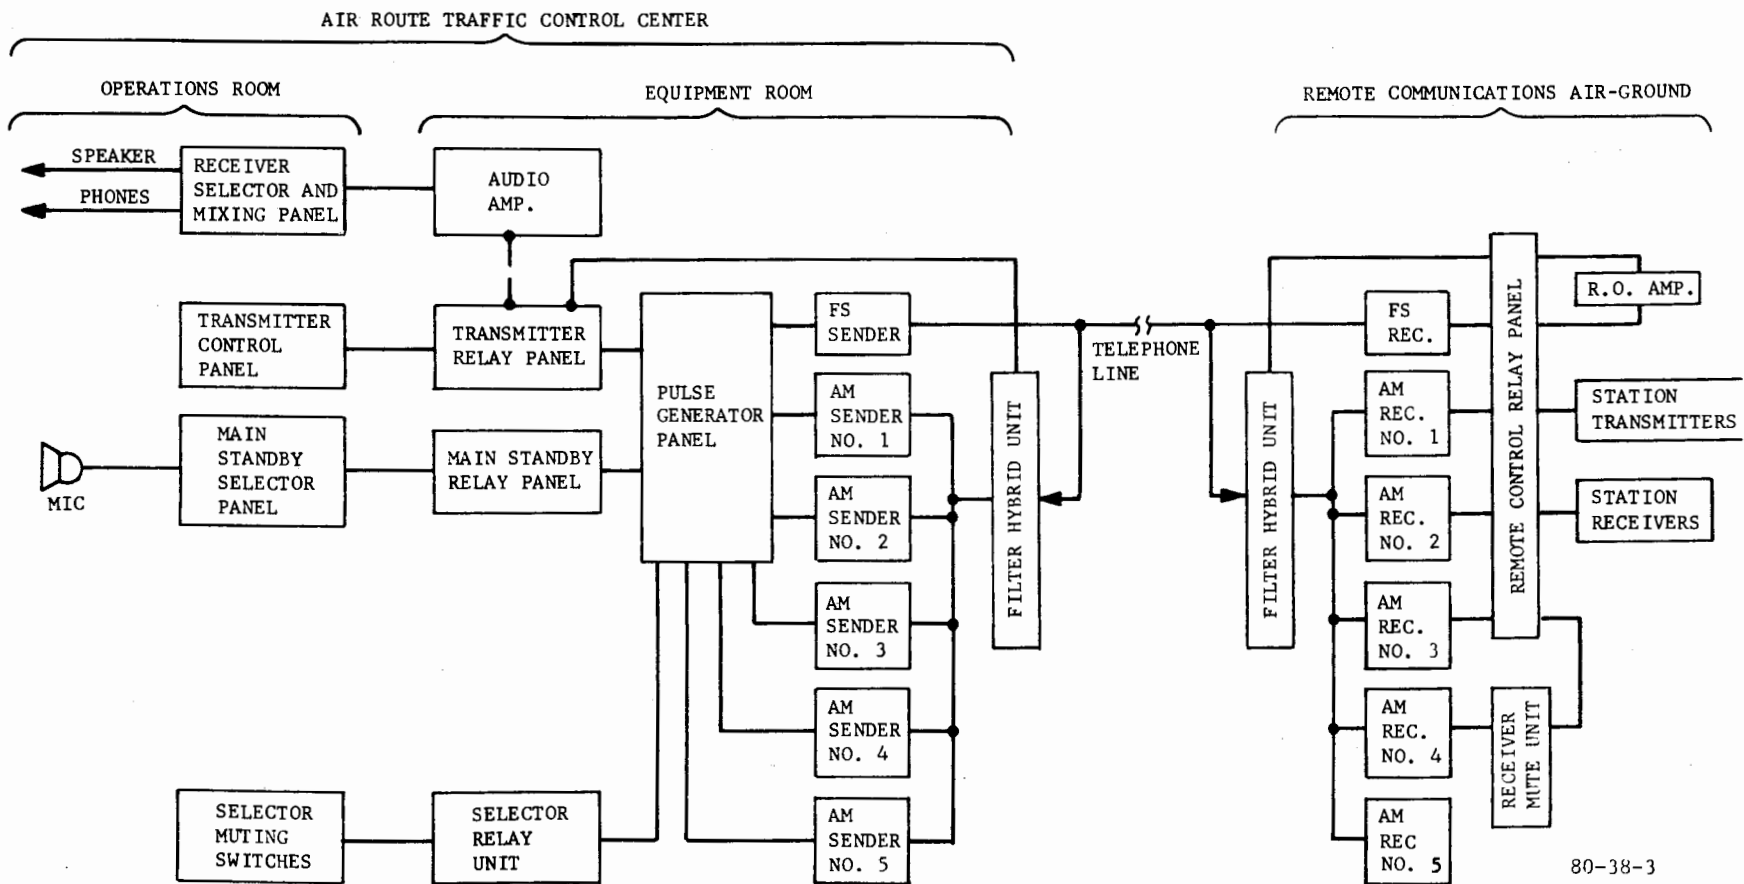 AIR ROUTE TRAFFIC CONTROL CENTER
OPERATIONS ROOM
EQUIPMENT ROOM
REMOTE COMMUNICATIONS AIR-GROUND
SPEAKER
PHONES
RECEIVER
SELECTOR AND
MIXING PANEL
AUDIO
AMP.
TRANSMITTER
CONTROL
PANEL
TRANSMITTER
RELAY PANEL
MIC
MAIN
STANDBY
SELECTOR
PANEL
MAIN STANDBY
RELAY PANEL
SELECTOR
MUTING
SWITCHES
SELECTOR
RELAY
UNIT
PULSE
GENERATOR
PANEL
FS
SENDER
AM
SENDER
NO. 1
AM
SENDER
NO. 2
AM
SENDER
NO. 3
AM
SENDER
NO. 4
AM
SENDER
NO. 5
FILTER HYBRID UNIT
TELEPHONE
LINE
FILTER HYBRID UNIT
FS
REC.
AM
REC.
NO. 1
AM
REC.
NO. 2
AM
REC.
NO. 3
AM
REC.
NO. 4
AM
REC
NO. 5
REMOTE CONTROL RELAY PANEL
RECEIVER
MUTE UNIT
R.O. AMP.
STATION
TRANSMITTERS
STATION
RECEIVERS
80-38-3